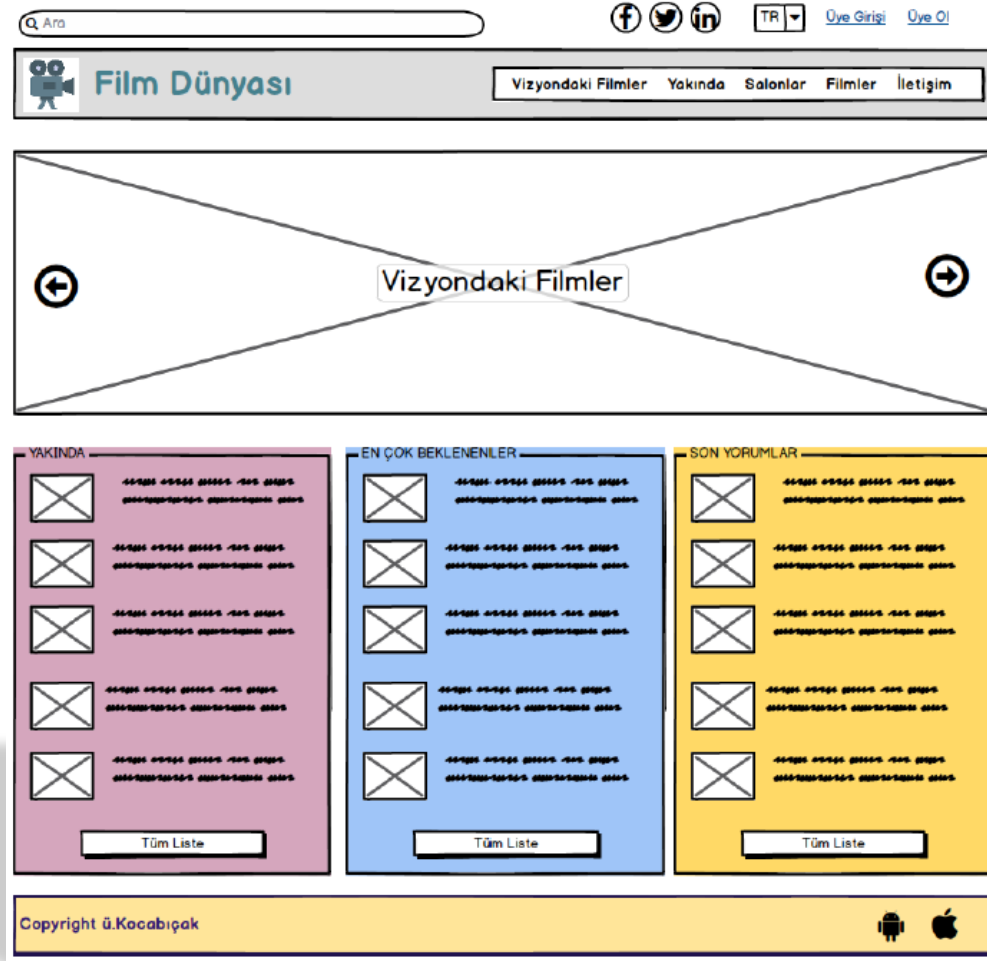 Ara
TR
Üye Girişi
Üye Ol
Film Dünyası
Vizyondaki Filmler
Yakında
Salonlar
Filmler
İletişim
Vizyondaki Filmler
YAKINDA
EN ÇOK BEKLENENLER
SON YORUMLAR
Tüm Liste
Tüm Liste
Tüm Liste
Copyright ü.Kocabıçak